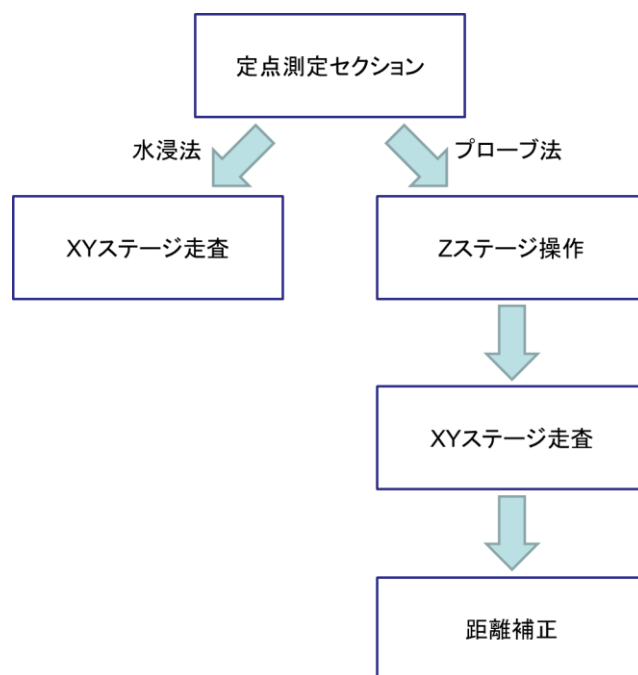 定点測定セクション
水浸法
プローブ法
XYステージ走査
Zステージ操作
XYステージ走査
距離補正